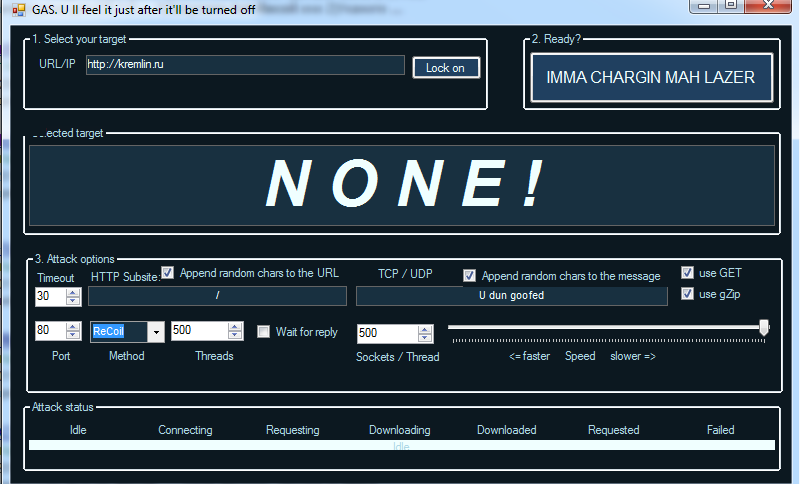 GAS. U ll feel it just after it'll be turned off
1. Select your target
2. Ready?
URL/IP
http://kremlin.ru
Lock on
IMMA CHARGIN MAH LAZER
ected target
NONE!
3. Attack options
Timeout
HTTP Subsite:
Append random chars to the URL
TCP / UDP
Append random chars to the message
use GET
30
/
U dun goofed
use gZip
80
ReCoil
500
Wait for reply
500
Port
Method
Threads
Sockets / Thread
<= faster
Speed
slower =>
Attack status
Idle
Connecting
Requesting
Downloading
Downloaded
Requested
Failed
Idle